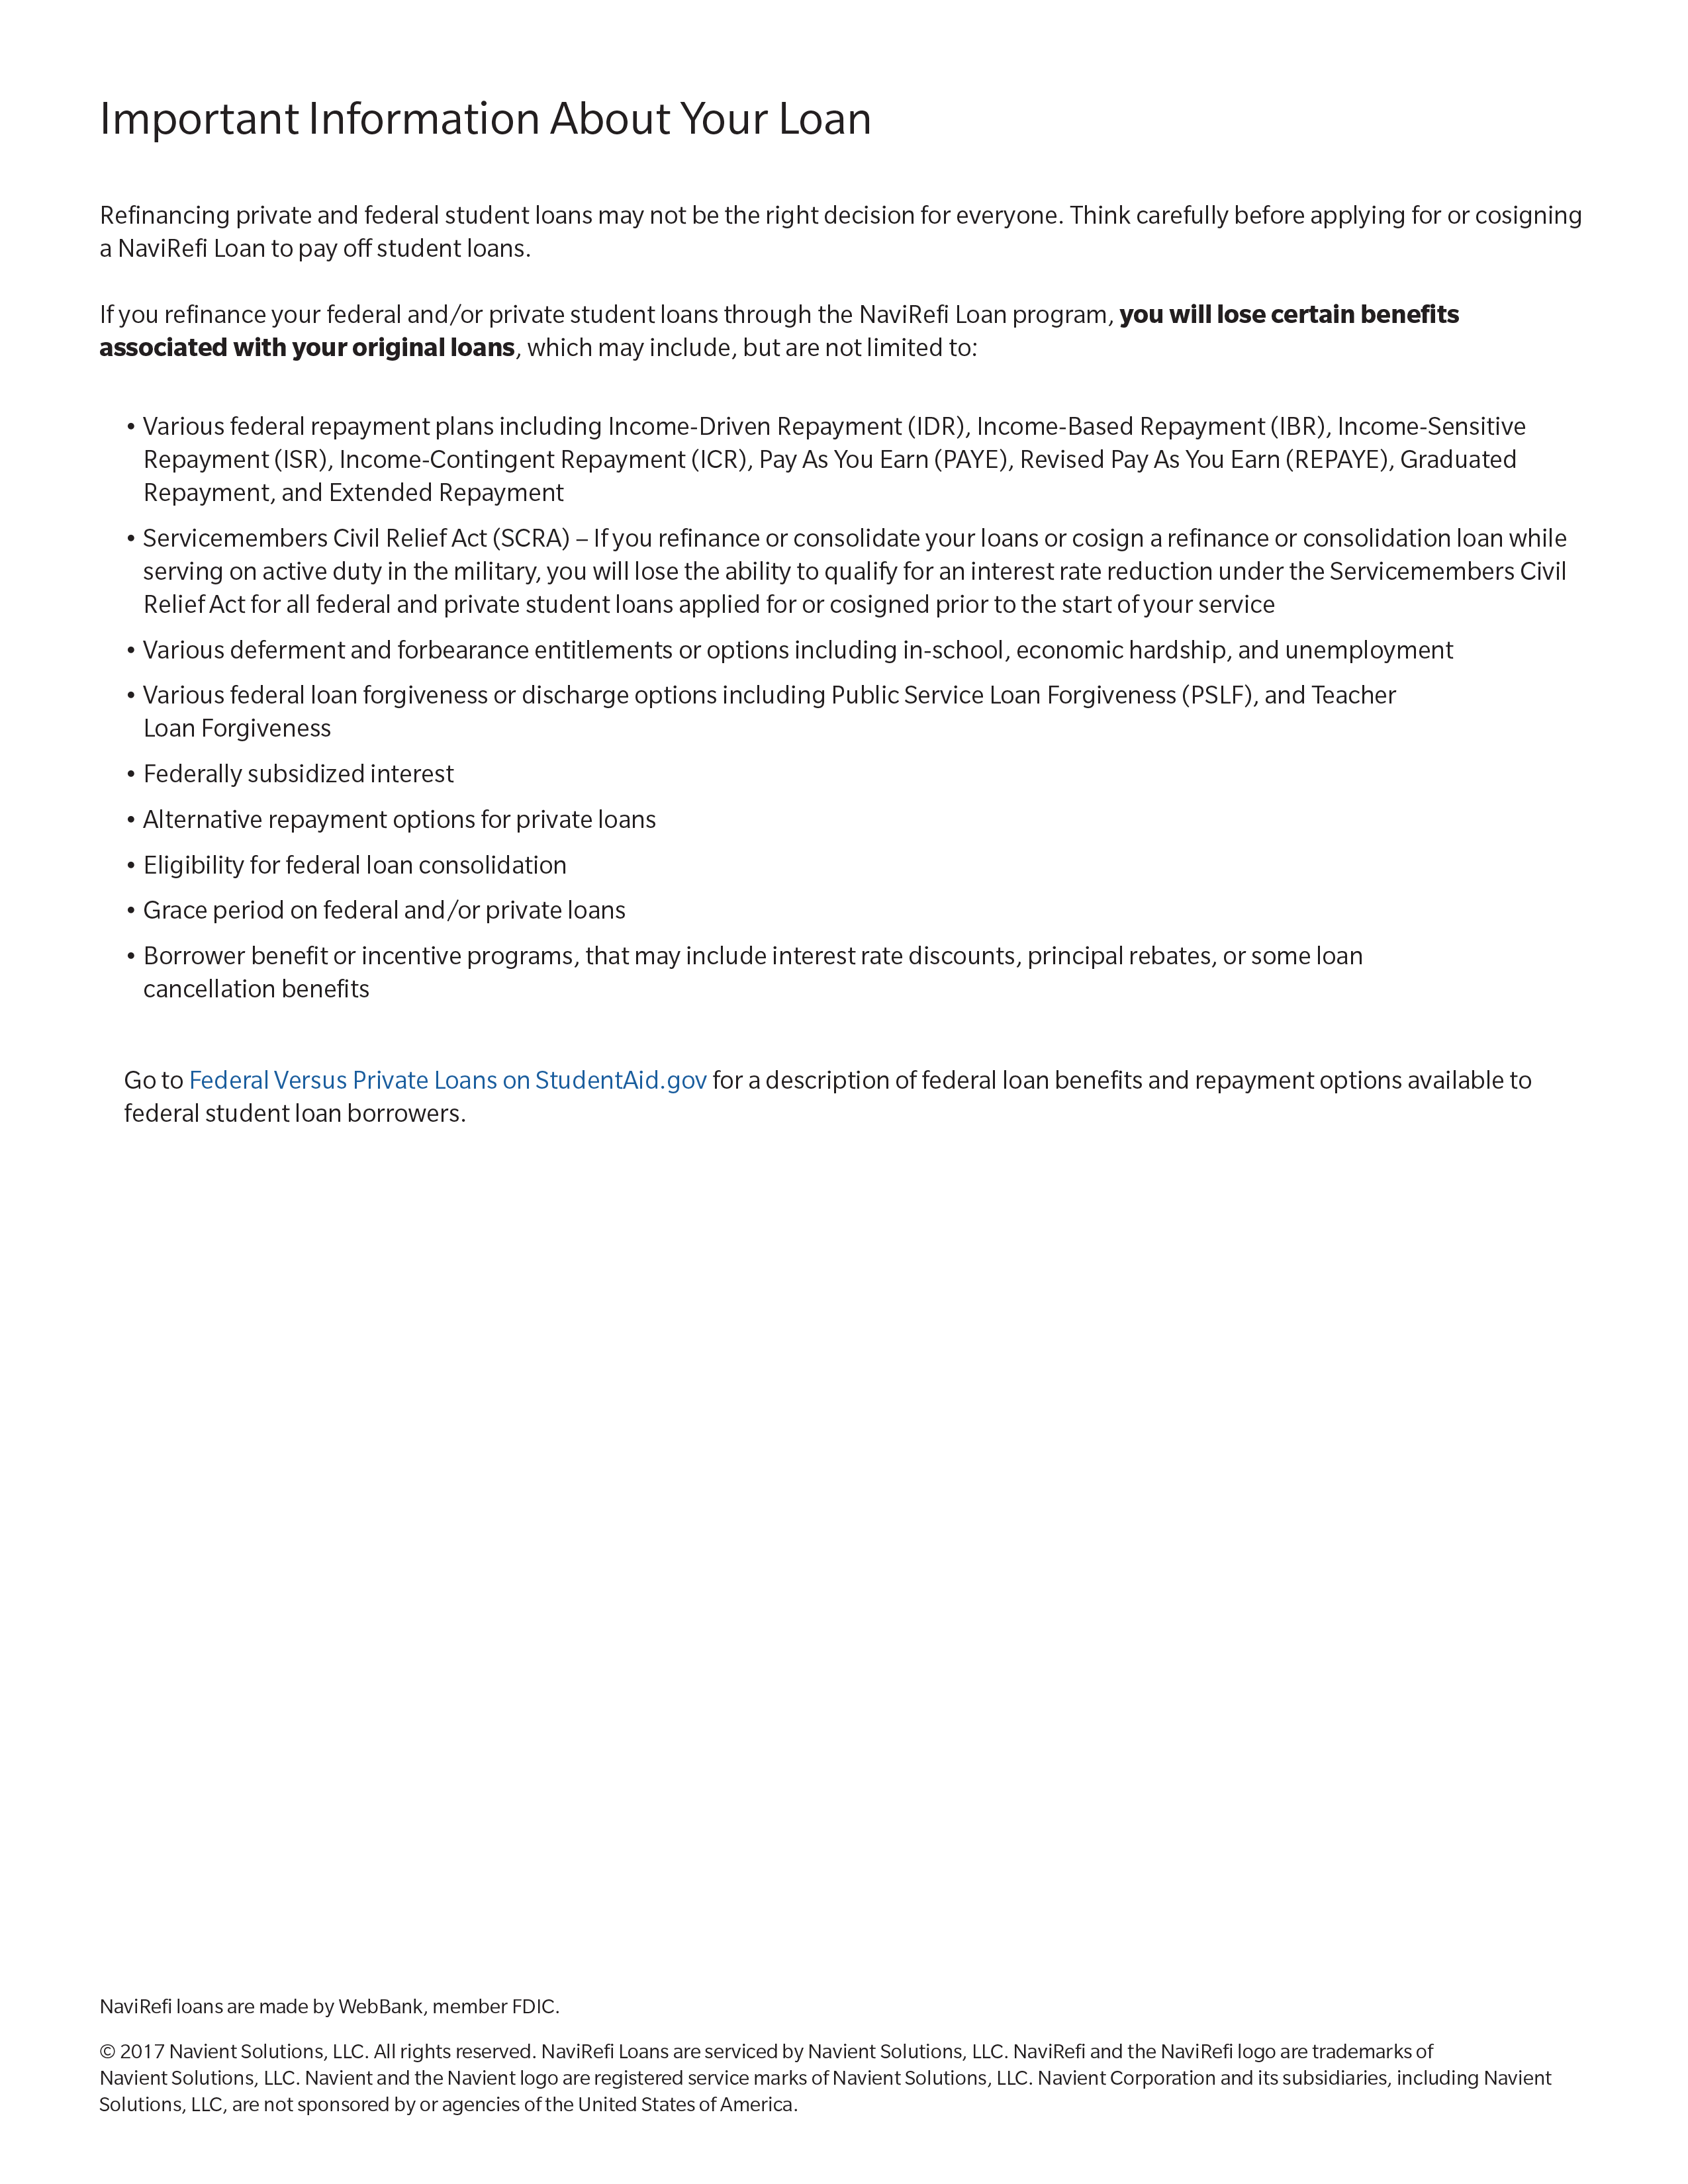 Important Information About Your Loan
Refinancing private and federal student loans may not be the right decision for everyone. Think carefully before applying for or cosigning
a NaviRefi Loan to pay off student loans.
If you refinance your federal and/or private student loans through the NaviRefi Loan program, you will lose certain benefits
associated with your original loans, which may include, but are not limited to:
• Various federal repayment plans including Income-Driven Repayment (IDR), Income-Based Repayment (IBR), Income-Sensitive
Repayment (ISR), Income-Contingent Repayment (ICR), Pay As You Earn (PAYE), Revised Pay As You Earn (REPAYE), Graduated
Repayment, and Extended Repayment
• Servicemembers Civil Relief Act (SCRA) – If you refinance or consolidate your loans or cosign a refinance or consolidation loan while
serving on active duty in the military, you will lose the ability to qualify for an interest rate reduction under the Servicemembers Civil
Relief Act for all federal and private student loans applied for or cosigned prior to the start of your service
• Various deferment and forbearance entitlements or options including in-school, economic hardship, and unemployment
• Various federal loan forgiveness or discharge options including Public Service Loan Forgiveness (PSLF), and Teacher
Loan Forgiveness
• Federally subsidized interest
• Alternative repayment options for private loans
• Eligibility for federal loan consolidation
• Grace period on federal and/or private loans
• Borrower benefit or incentive programs, that may include interest rate discounts, principal rebates, or some loan
cancellation benefits
Go to Federal Versus Private Loans on StudentAid.gov for a description of federal loan benefits and repayment options available to
federal student loan borrowers.
NaviRefi loans are made by WebBank, member FDIC.
© 2017 Navient Solutions, LLC. All rights reserved. NaviRefi Loans are serviced by Navient Solutions, LLC. NaviRefi and the NaviRefi logo are trademarks of
Navient Solutions, LLC. Navient and the Navient logo are registered service marks of Navient Solutions, LLC. Navient Corporation and its subsidiaries, including Navient
Solutions, LLC, are not sponsored by or agencies of the United States of America.